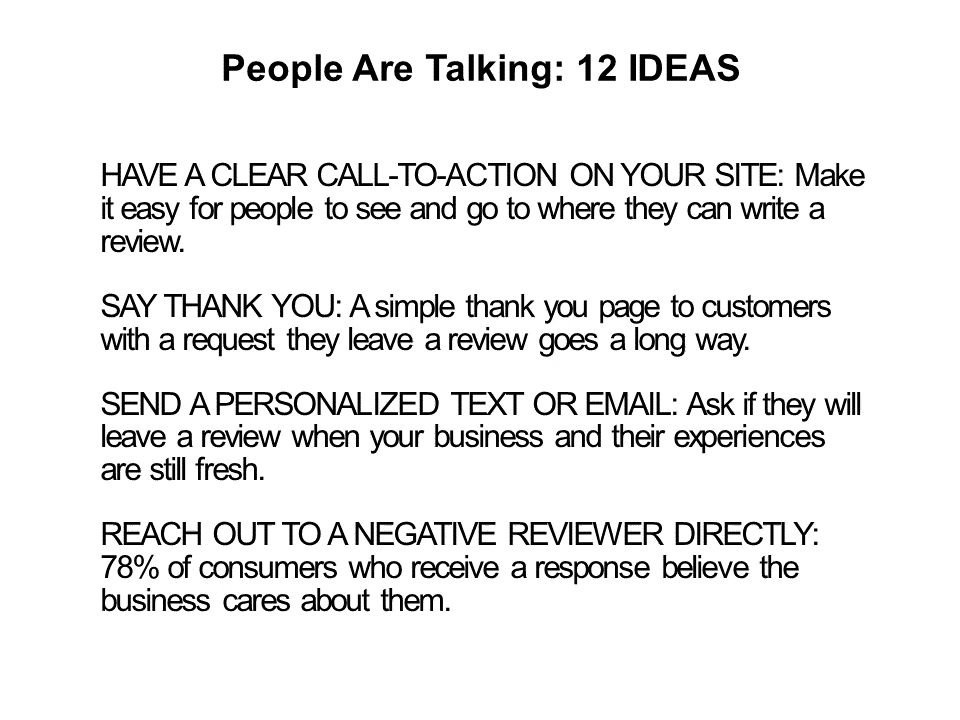 People Are Talking: 12 IDEAS
HAVE A CLEAR CALL-TO-ACTION ON YOUR SITE: Make
it easy for people to see and go to where they can write a
review.
SAY THANK YOU: A simple thank you page to customers
with a request they leave a review goes a long way.
SEND A PERSONALIZED TEXT OR EMAIL: Ask if they will
leave a review when your business and their experiences
are still fresh.
REACH OUT TO A NEGATIVE REVIEWER DIRECTLY:
78% of consumers who receive a response believe the
business cares about them.